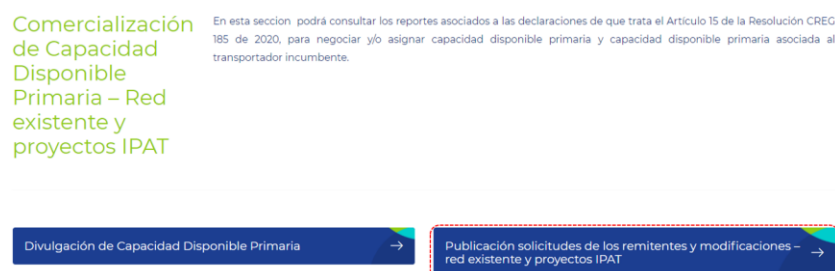 Comercialización
de Capacidad
Disponible
Primaria – Red
existente y
proyectos IPAT
En esta seccion podrá consultar los reportes asociados a las declaraciones de que trata el Artículo 15 de la Resolución CREG
185 de 2020, para negociar y/o asignar capacidad disponible primaria y capacidad disponible primaria asociada al
transportador incumbente.
Divulgación de Capacidad Disponible Primaria →
Publicación solicitudes de los remitentes y modificaciones – →
red existente y proyectos IPAT